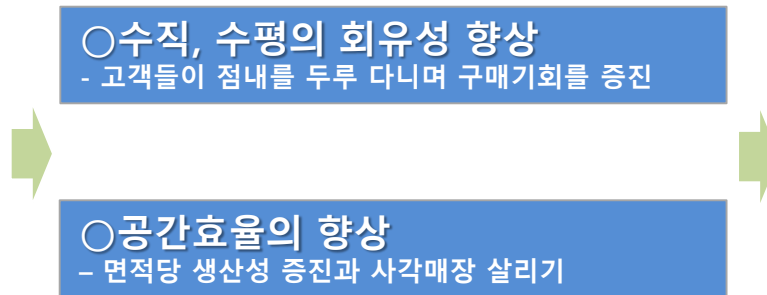 ○수직, 수평의 회유성 향상
- 고객들이 점내를 두루 다니며 구매기회를 증진
○공간효율의 향상
– 면적당 생산성 증진과 사각매장 살리기